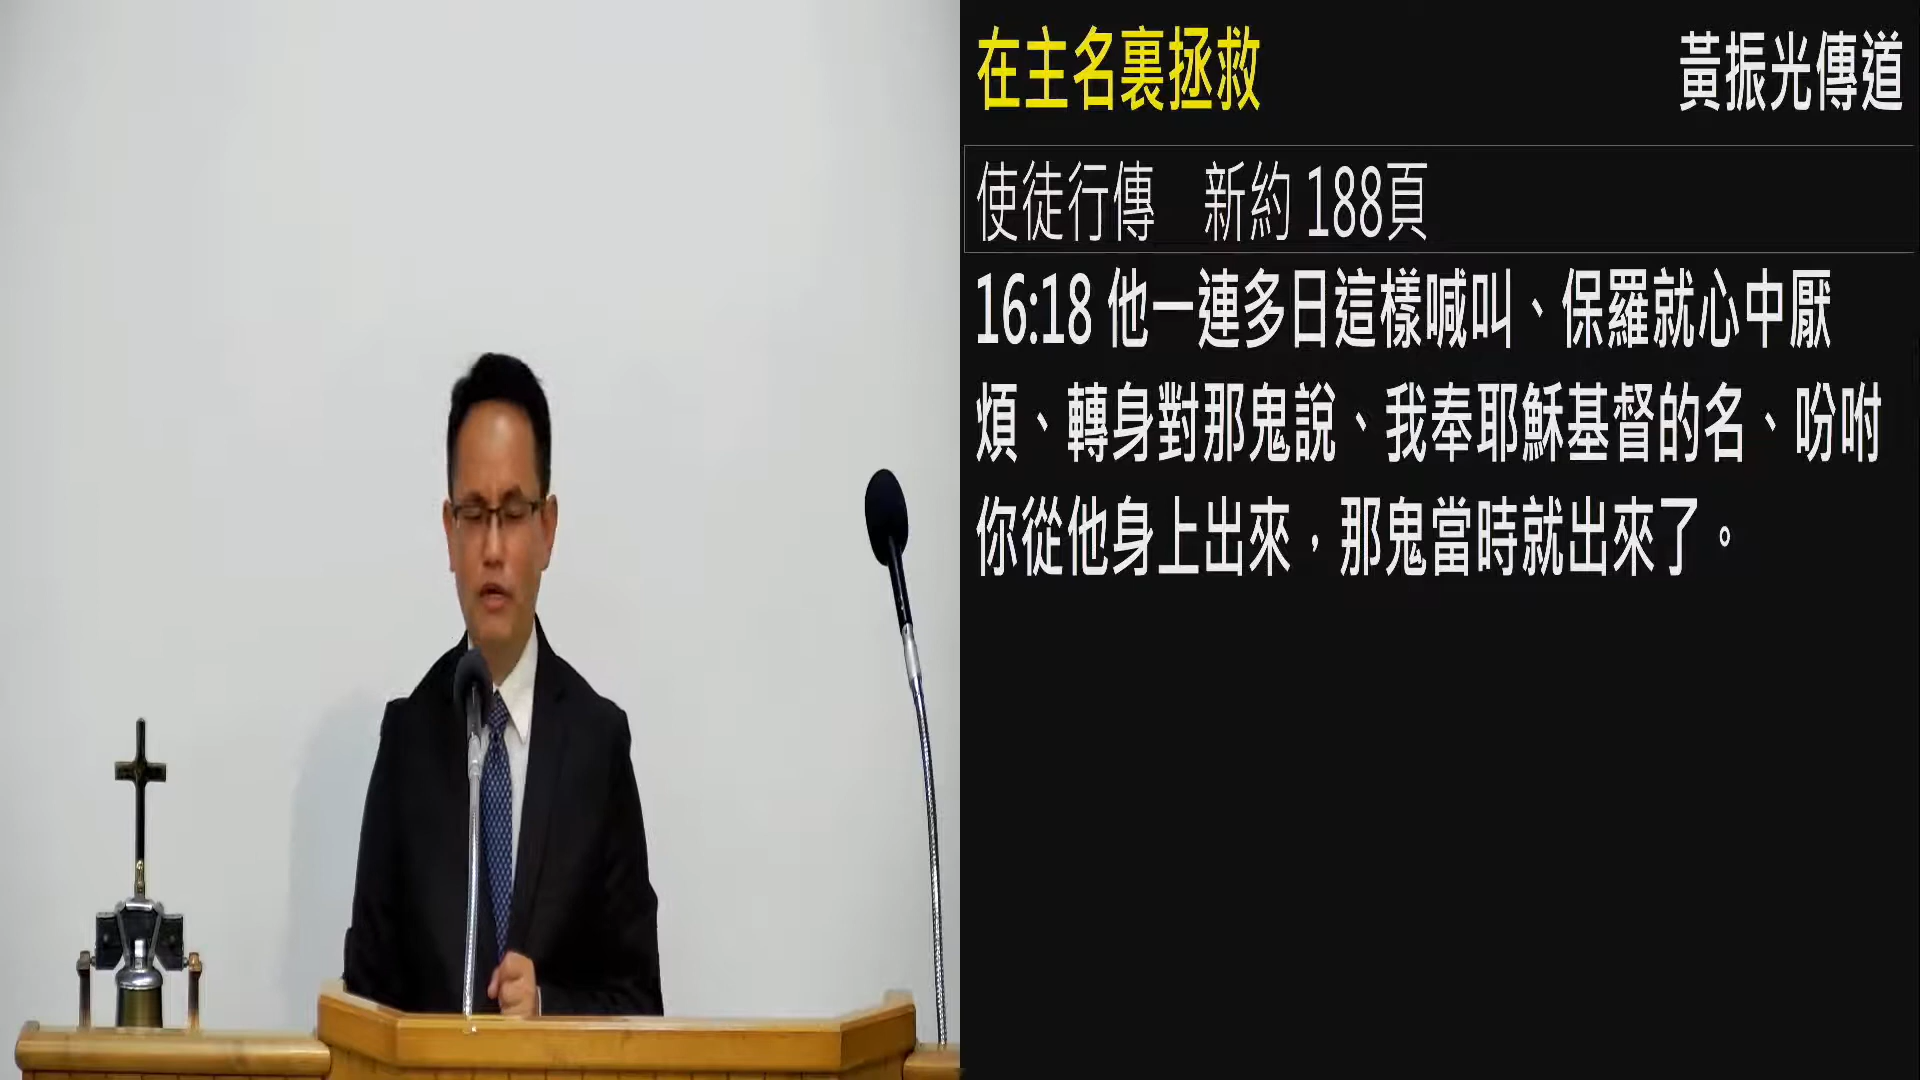 在主名裏拯救
黃振光傳道
使徒行傳 新約 188頁
16:18 他一連多日這樣喊叫、保羅就心中厭
煩、轉身對那鬼說、我奉耶穌基督的名、吩咐
你從他身上出來，那鬼當時就出來了。